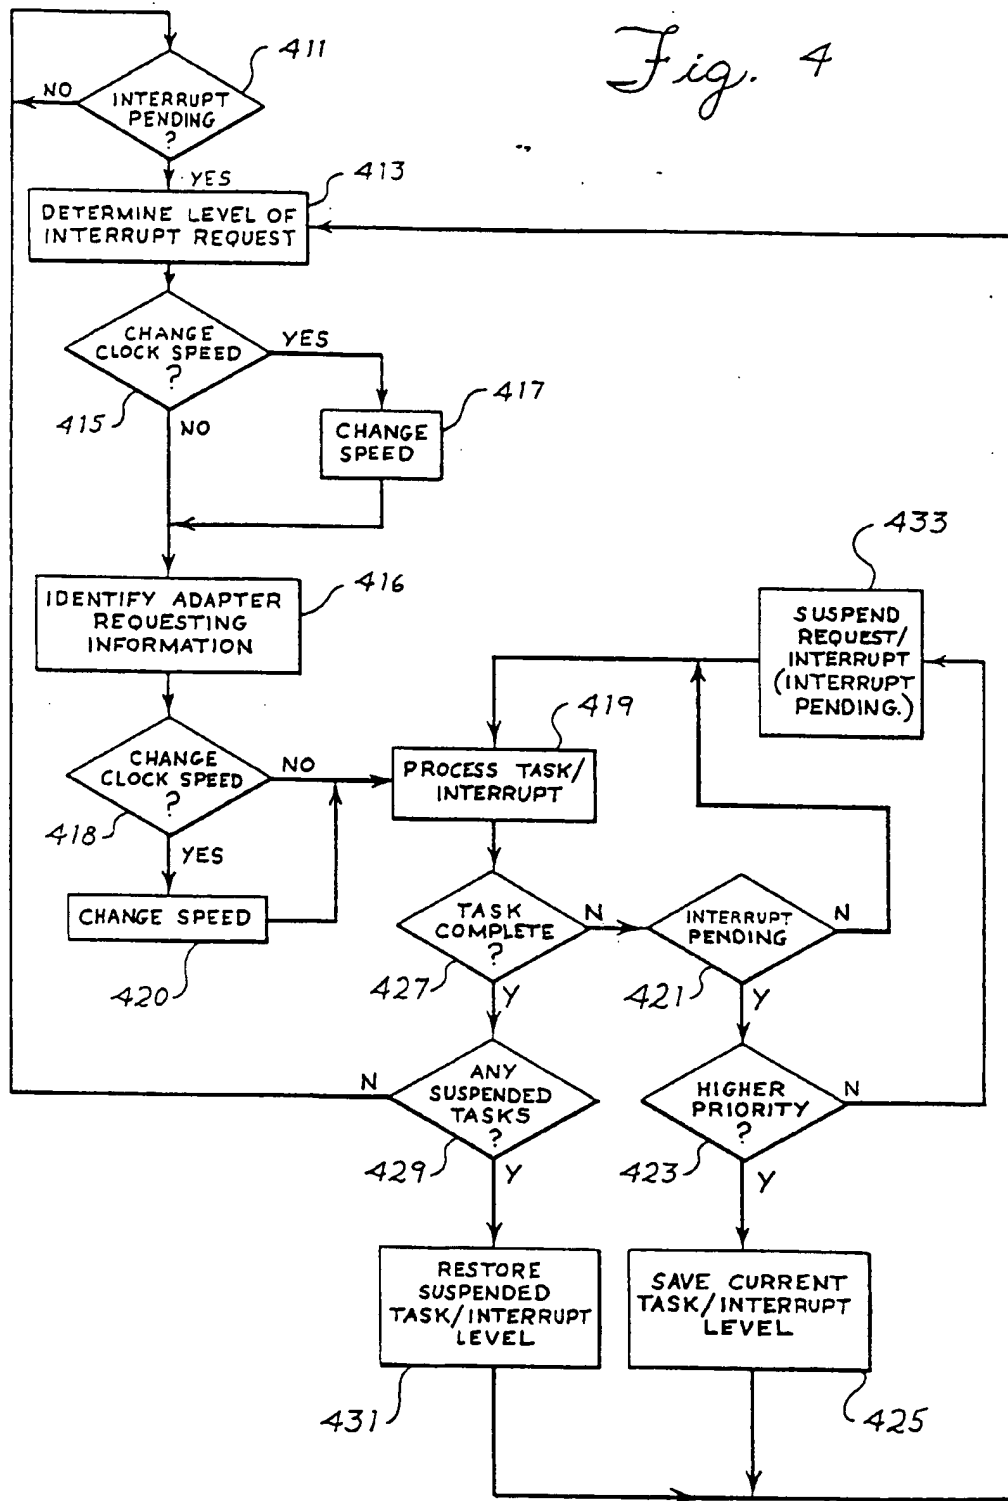 Fig. 4
411
NO
INTERRUPT
PENDING
?
YES
413
DETERMINE LEVEL OF
INTERRUPT REQUEST
CHANGE
CLOCK SPEED
?
YES
415
NO
417
CHANGE
SPEED
416
IDENTIFY ADAPTER
REQUESTING
INFORMATION
433
SUSPEND
REQUEST/
INTERRUPT
(INTERRUPT
PENDING.)
CHANGE
CLOCK SPEED
?
NO
418
YES
CHANGE SPEED
420
419
PROCESS TASK/
INTERRUPT
TASK
COMPLETE
?
N
427
Y
INTERRUPT
PENDING
N
421
Y
N
ANY
SUSPENDED
TASKS
?
429
Y
HIGHER
PRIORITY
?
N
423
Y
RESTORE
SUSPENDED
TASK/INTERRUPT
LEVEL
431
SAVE CURRENT
TASK/INTERRUPT
LEVEL
425